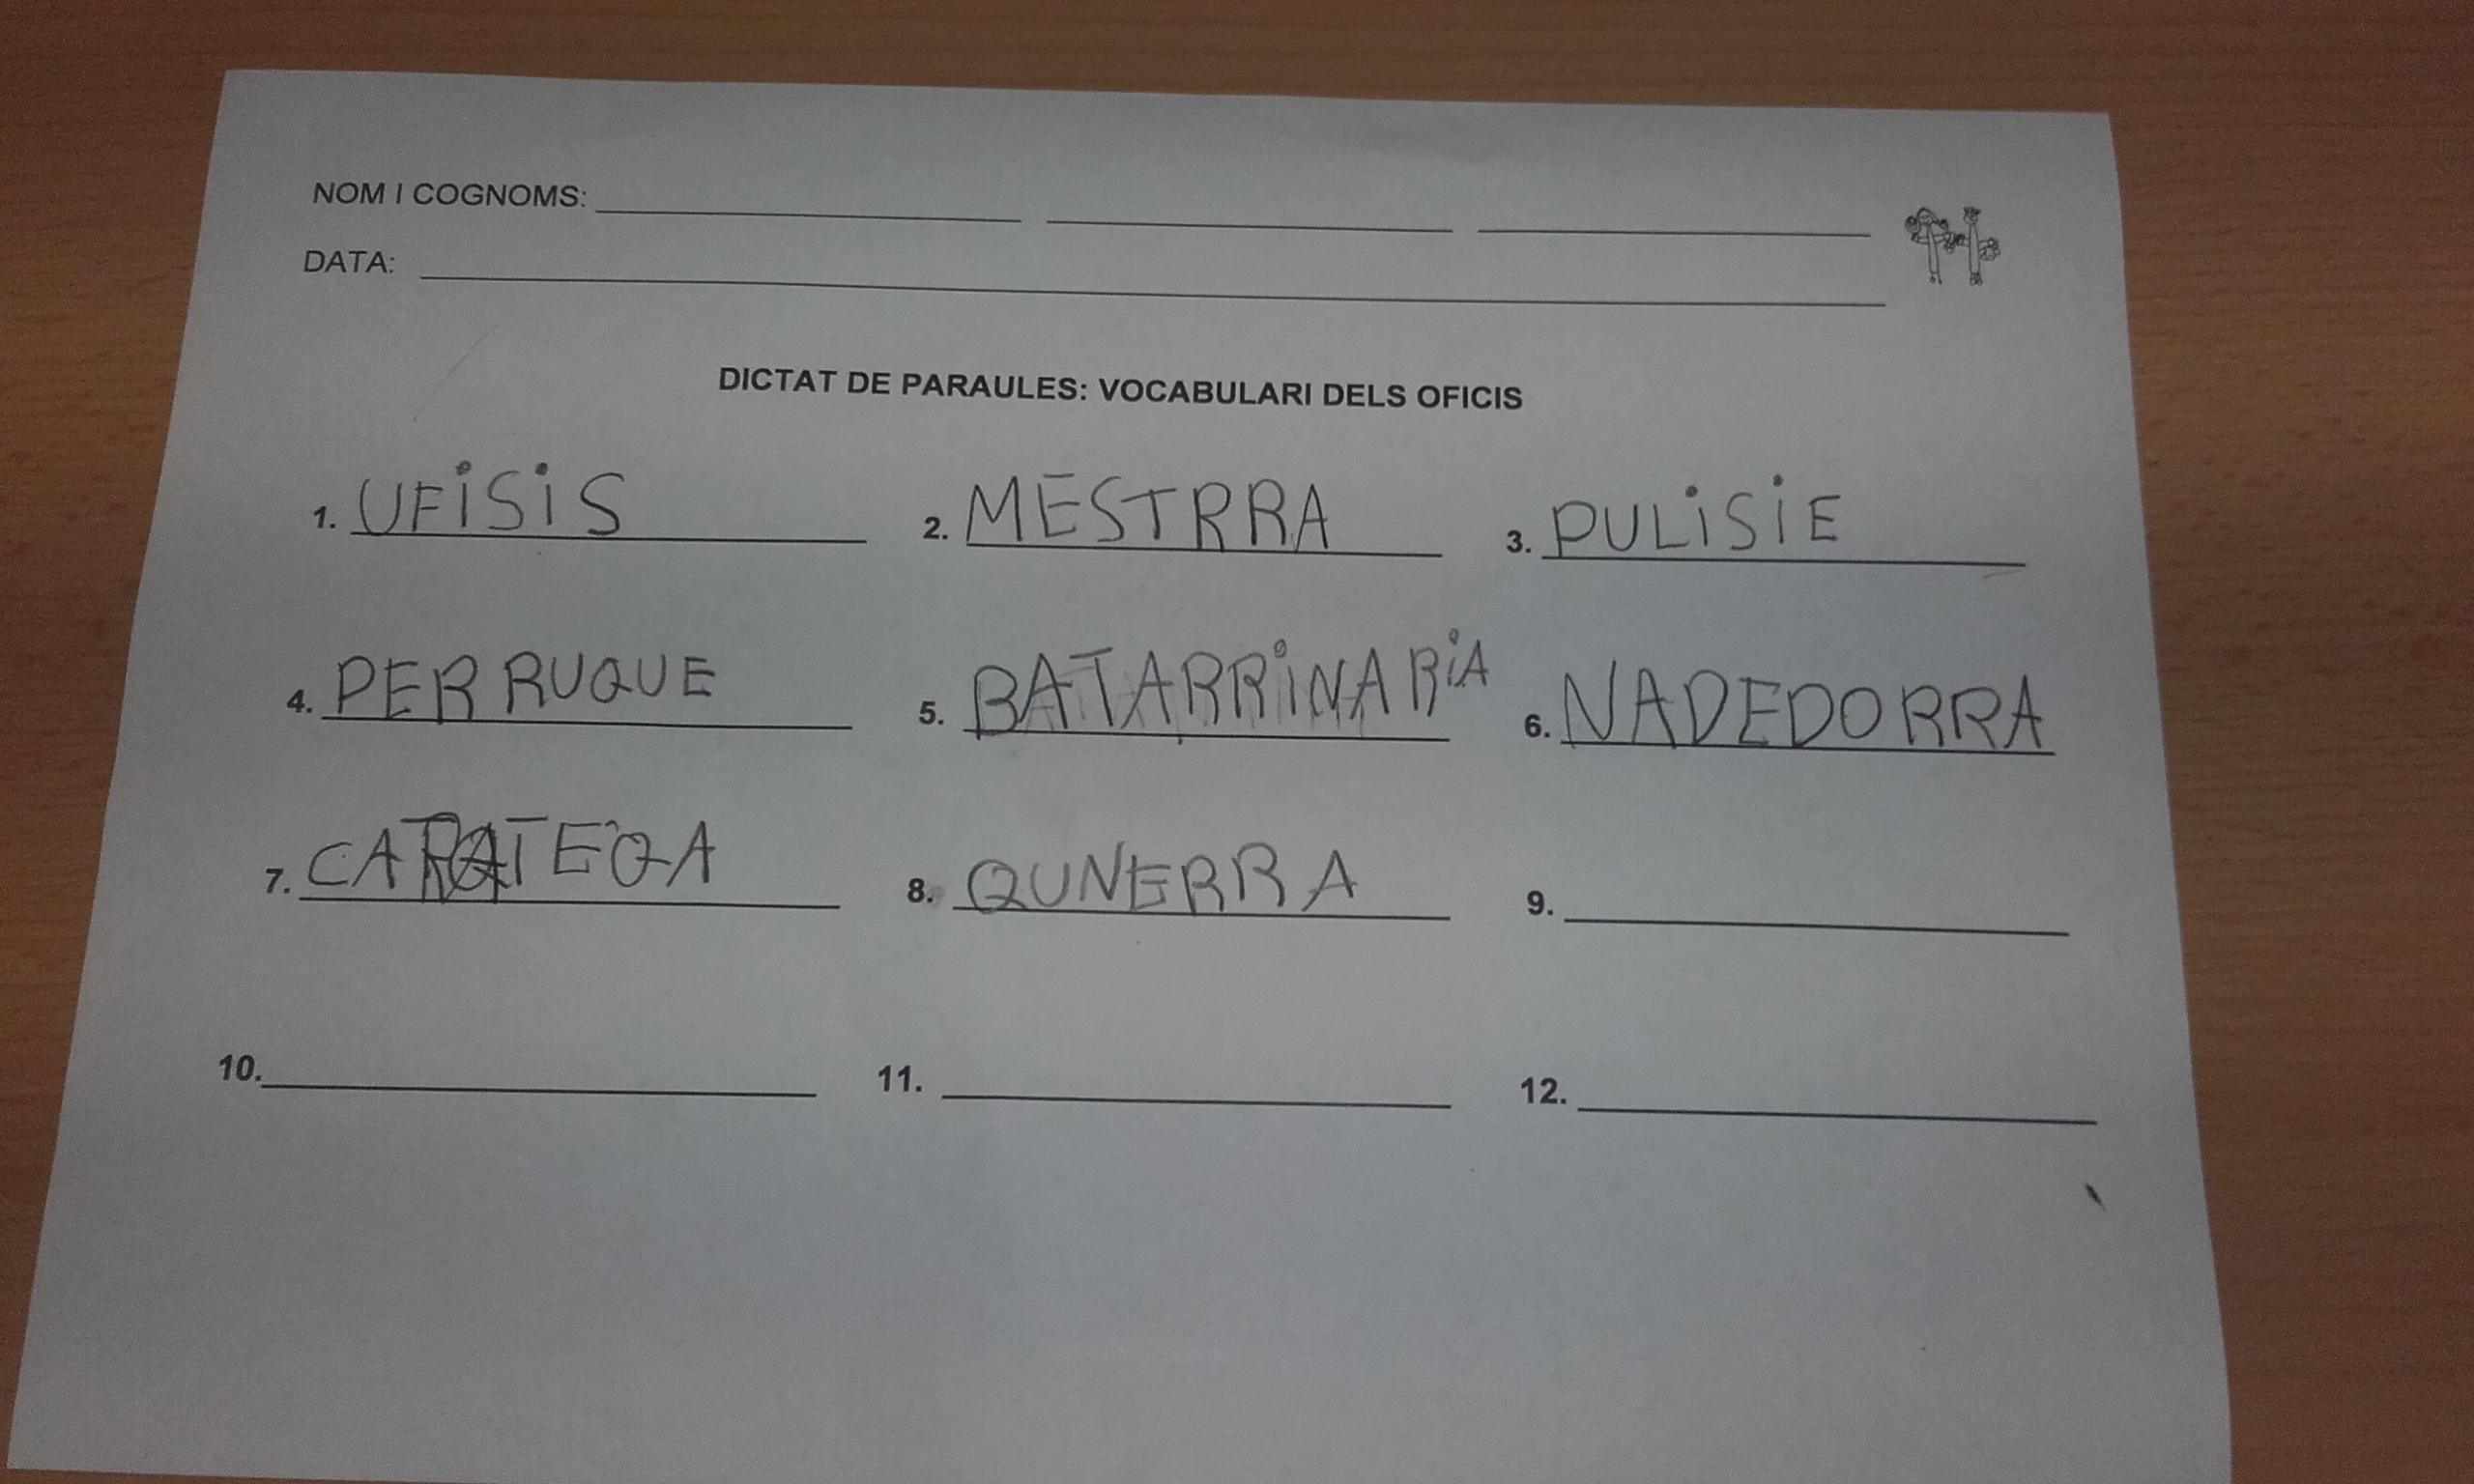 NOM I COGNOMS:
DATA:
DICTAT DE PARAULES: VOCABULARI DELS OFICIS
1. UFiSiS 2. MESTRRA 3. PULiSiE
4. PERRUQUE 5. BATARRiNARiA 6. NADEDORRA
7. 8. QUNERRA 9.
10. 11. 12.